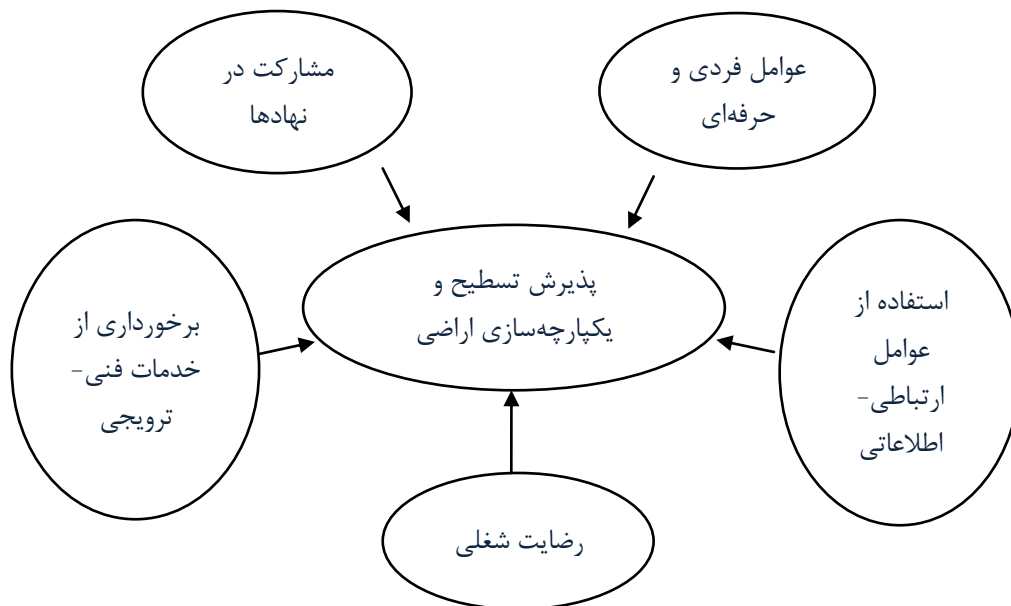 عوامل فردی و
حرفه‌ای
مشارکت در
نهادها
استفاده از
عوامل
ارتباطی-
اطلاعاتی
پذیرش تسطیح و
یکپارچه‌سازی اراضی
برخورداری از
خدمات فنی-
ترویجی
رضایت شغلی